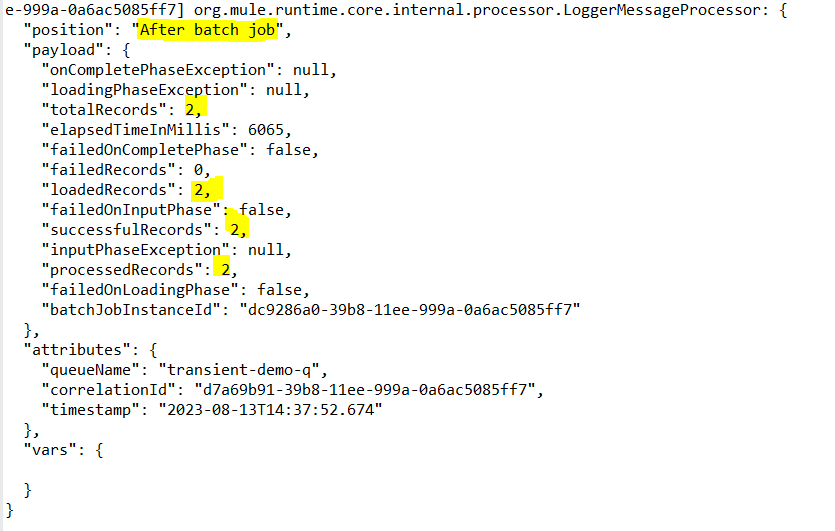 e-999a-0a6ac5085ff7] org.mule.runtime.core.internal.processor.LoggerMessageProcessor: {
"position": "After batch job",
"payload": {
"onCompletePhaseException": null,
"loadingPhaseException": null,
"totalRecords": 2,
"elapsedTimeInMillis": 6065,
"failedOnCompletePhase": false,
"failedRecords": 0,
"loadedRecords": 2,
"failedOnInputPhase": false,
"successfulRecords": 2,
"inputPhaseException": null,
"processedRecords": 2,
"failedOnLoadingPhase": false,
"batchJobInstanceId": "dc9286a0-39b8-11ee-999a-0a6ac5085ff7"
},
"attributes": {
"queueName": "transient-demo-q",
"correlationId": "d7a69b91-39b8-11ee-999a-0a6ac5085ff7",
"timestamp": "2023-08-13T14:37:52.674"
},
"vars": {
}
}